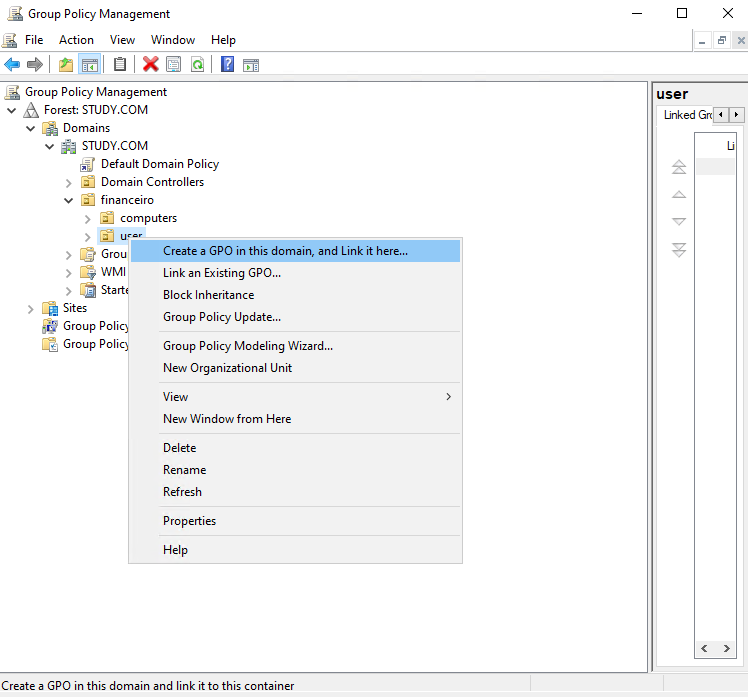 Group Policy Management
File Action View Window Help
Group Policy Management
Forest: STUDY.COM
Domains
STUDY.COM
Default Domain Policy
Domain Controllers
financeiro
computers
user
Grou
WMI
Starte
Sites
Group Policy
Group Policy
Create a GPO in this domain, and Link it here...
Link an Existing GPO...
Block Inheritance
Group Policy Update...
Group Policy Modeling Wizard...
New Organizational Unit
View
New Window from Here
Delete
Rename
Refresh
Properties
Help
user
Linked Gr
Li
Create a GPO in this domain and link it to this container